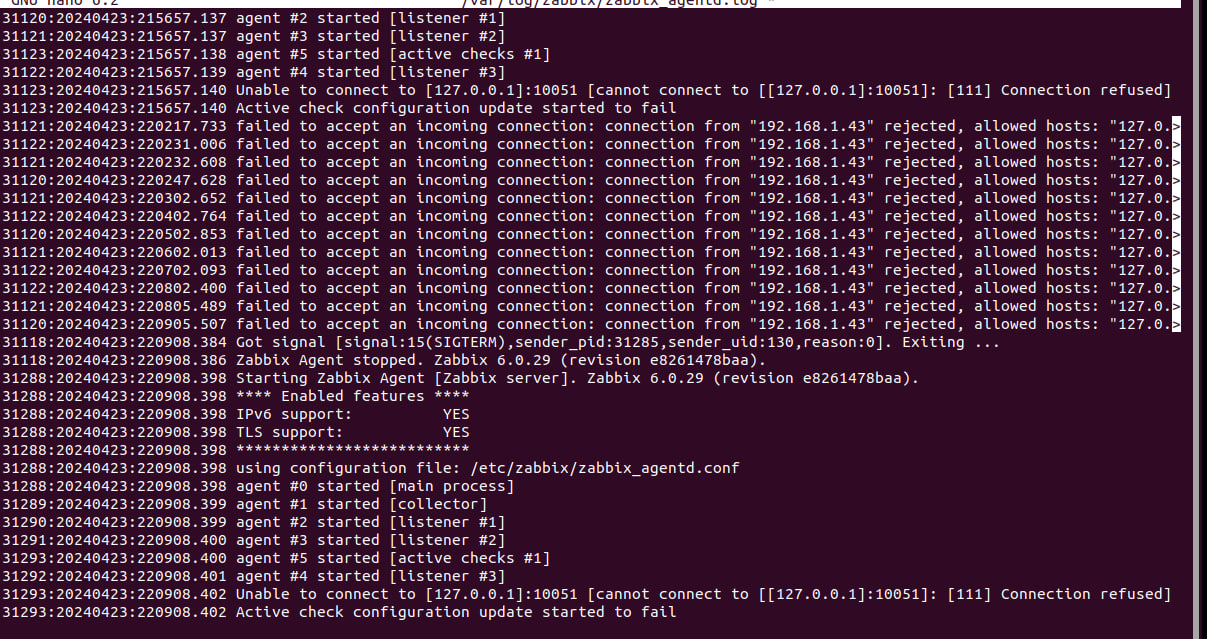 GNU nano 6.2 /var/log/zabbix/zabbix_agentd.log *
31120:20240423:215657.137 agent #2 started [listener #1]
31121:20240423:215657.137 agent #3 started [listener #2]
31123:20240423:215657.138 agent #5 started [active checks #1]
31122:20240423:215657.139 agent #4 started [listener #3]
31123:20240423:215657.140 Unable to connect to [127.0.0.1]:10051 [cannot connect to [[127.0.0.1]:10051]: [111] Connection refused]
31123:20240423:215657.140 Active check configuration update started to fail
31121:20240423:220217.733 failed to accept an incoming connection: connection from "192.168.1.43" rejected, allowed hosts: "127.0.>
31122:20240423:220231.006 failed to accept an incoming connection: connection from "192.168.1.43" rejected, allowed hosts: "127.0.>
31121:20240423:220232.608 failed to accept an incoming connection: connection from "192.168.1.43" rejected, allowed hosts: "127.0.>
31120:20240423:220247.628 failed to accept an incoming connection: connection from "192.168.1.43" rejected, allowed hosts: "127.0.>
31121:20240423:220302.652 failed to accept an incoming connection: connection from "192.168.1.43" rejected, allowed hosts: "127.0.>
31122:20240423:220402.764 failed to accept an incoming connection: connection from "192.168.1.43" rejected, allowed hosts: "127.0.>
31120:20240423:220502.853 failed to accept an incoming connection: connection from "192.168.1.43" rejected, allowed hosts: "127.0.>
31121:20240423:220602.013 failed to accept an incoming connection: connection from "192.168.1.43" rejected, allowed hosts: "127.0.>
31122:20240423:220702.093 failed to accept an incoming connection: connection from "192.168.1.43" rejected, allowed hosts: "127.0.>
31122:20240423:220802.400 failed to accept an incoming connection: connection from "192.168.1.43" rejected, allowed hosts: "127.0.>
31121:20240423:220805.489 failed to accept an incoming connection: connection from "192.168.1.43" rejected, allowed hosts: "127.0.>
31120:20240423:220905.507 failed to accept an incoming connection: connection from "192.168.1.43" rejected, allowed hosts: "127.0.>
31118:20240423:220908.384 Got signal [signal:15(SIGTERM),sender_pid:31285,sender_uid:130,reason:0]. Exiting ...
31118:20240423:220908.386 Zabbix Agent stopped. Zabbix 6.0.29 (revision e8261478baa).
31288:20240423:220908.398 Starting Zabbix Agent [Zabbix server]. Zabbix 6.0.29 (revision e8261478baa).
31288:20240423:220908.398 **** Enabled features ****
31288:20240423:220908.398 IPv6 support:          YES
31288:20240423:220908.398 TLS support:           YES
31288:20240423:220908.398 **************************
31288:20240423:220908.398 using configuration file: /etc/zabbix/zabbix_agentd.conf
31288:20240423:220908.398 agent #0 started [main process]
31289:20240423:220908.399 agent #1 started [collector]
31290:20240423:220908.399 agent #2 started [listener #1]
31291:20240423:220908.400 agent #3 started [listener #2]
31293:20240423:220908.400 agent #5 started [active checks #1]
31292:20240423:220908.401 agent #4 started [listener #3]
31293:20240423:220908.402 Unable to connect to [127.0.0.1]:10051 [cannot connect to [[127.0.0.1]:10051]: [111] Connection refused]
31293:20240423:220908.402 Active check configuration update started to fail